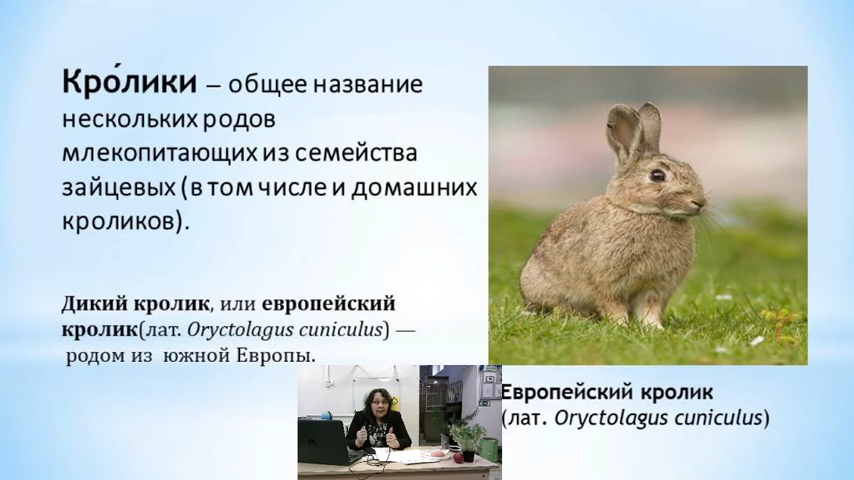 Кро́лики – общее название
нескольких родов
млекопитающих из семейства
зайцевых (в том числе и домашних
кроликов).
Дикий кролик, или европейский
кролик(лат. Oryctolagus cuniculus) —
родом из южной Европы.
Европейский кролик
(лат. Oryctolagus cuniculus)